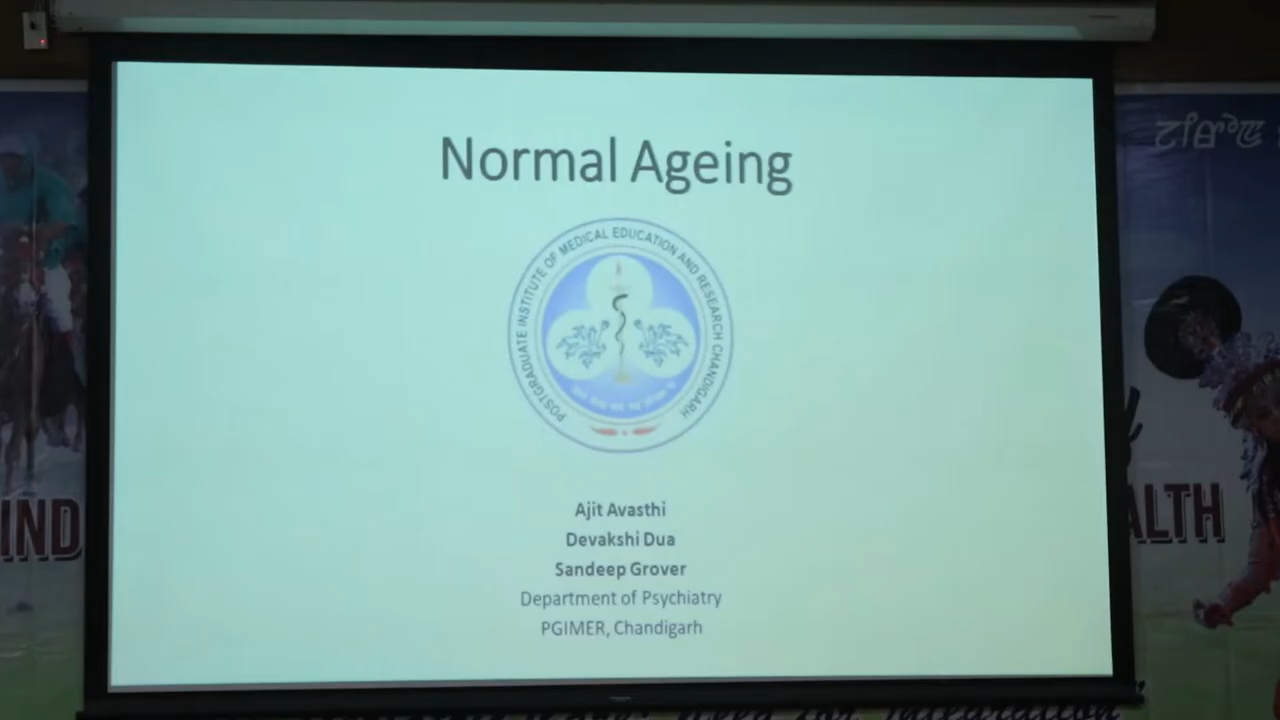 Normal Ageing
POSTGRADUATE INSTITUTE OF MEDICAL EDUCATION AND RESEARCH CHANDIGARH
Ajit Avasthi
Devakshi Dua
Sandeep Grover
Department of Psychiatry
PGIMER, Chandigarh
IND
ALTH